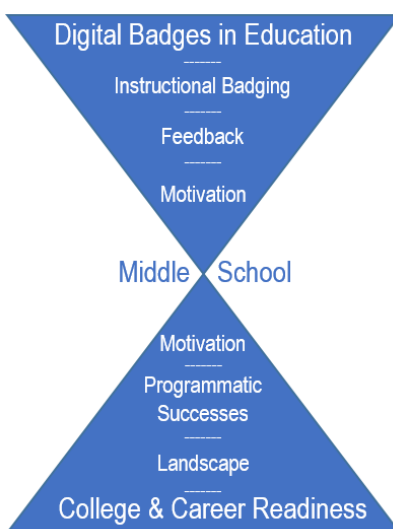 Digital Badges in Education
-------
Instructional Badging
-------
Feedback
-------
Motivation
Middle School
Motivation
-------
Programmatic
Successes
-------
Landscape
-------
College & Career Readiness